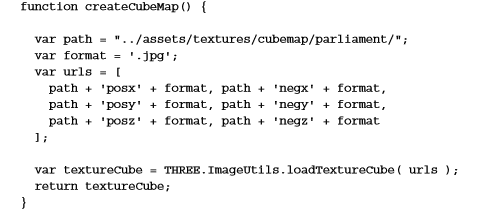 function createCubeMap() {
var path = "../assets/textures/cubemap/parliament/";
var format = '.jpg';
var urls = [
path + 'posx' + format, path + 'negx' + format,
path + 'posy' + format, path + 'negy' + format,
path + 'posz' + format, path + 'negz' + format
];
var textureCube = THREE.ImageUtils.loadTextureCube( urls );
return textureCube;
}